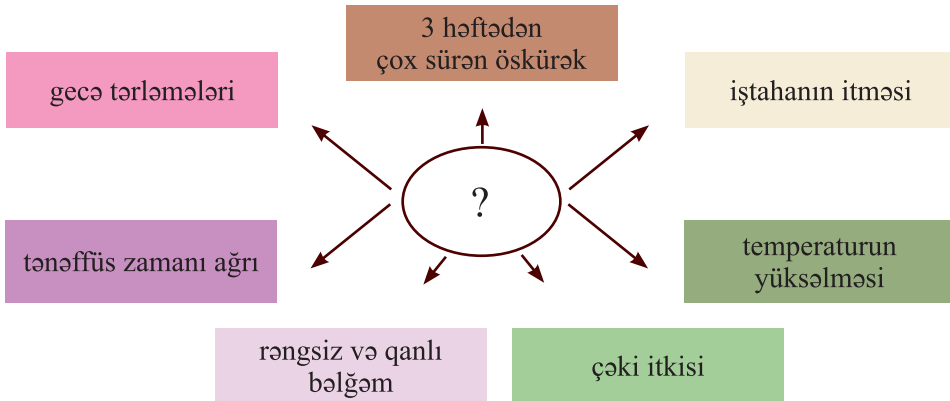 3 həftədən
çox sürən öskürək
gecə tərləmələri
iştahanın itməsi
?
tənəffüs zamanı ağrı
temperaturun
yüksəlməsi
rəngsiz və qanlı
bəlğəm
çəki itkisi